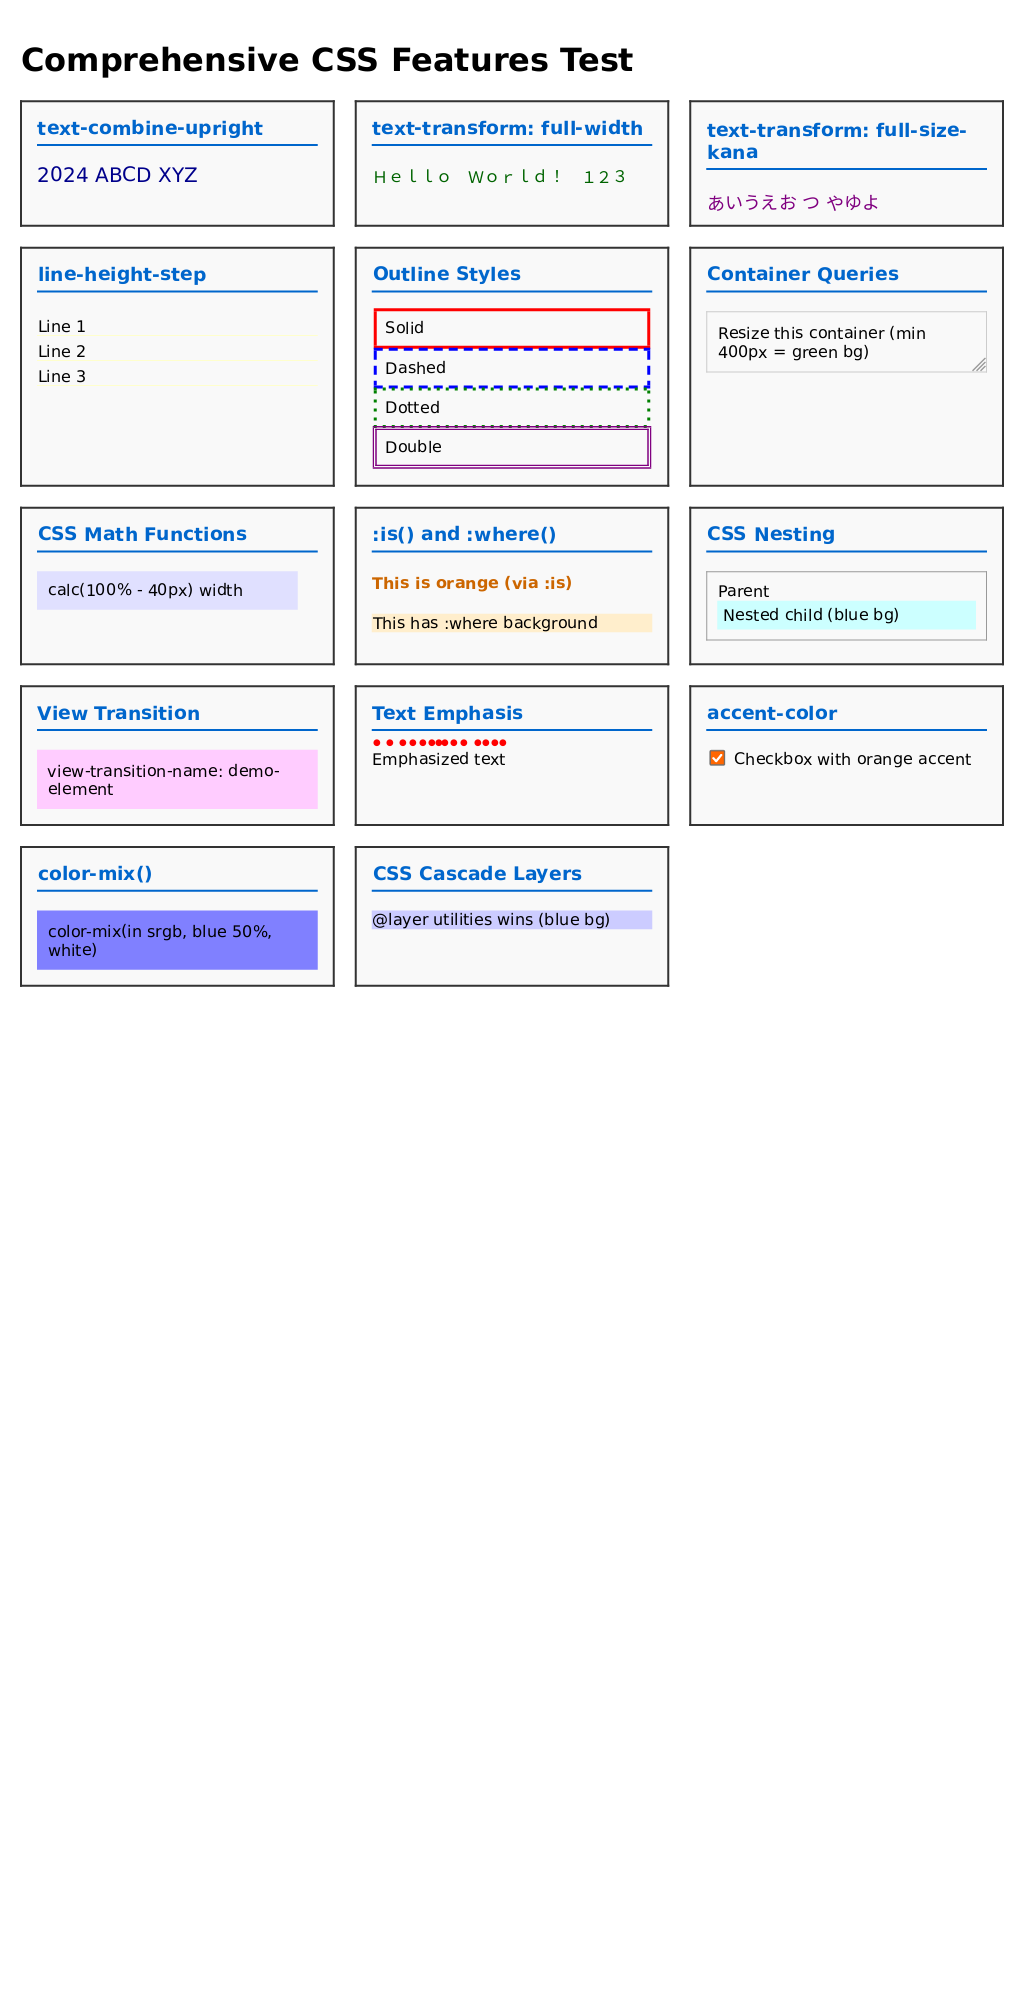 Comprehensive CSS Features Test
text-combine-upright
2024 ABCD XYZ
text-transform: full-width
Ｈｅｌｌｏ　Ｗｏｒｌｄ！　１２３
text-transform: full-size-
kana
あいうえお つ やゆよ
line-height-step
Line 1
Line 2
Line 3
Outline Styles
Solid
Dashed
Dotted
Double
Container Queries
Resize this container (min
400px = green bg)
CSS Math Functions
calc(100% - 40px) width
:is() and :where()
This is orange (via :is)
This has :where background
CSS Nesting
Parent
Nested child (blue bg)
View Transition
view-transition-name: demo-
element
Text Emphasis
Emphasized text
accent-color
Checkbox with orange accent
color-mix()
color-mix(in srgb, blue 50%,
white)
CSS Cascade Layers
@layer utilities wins (blue bg)